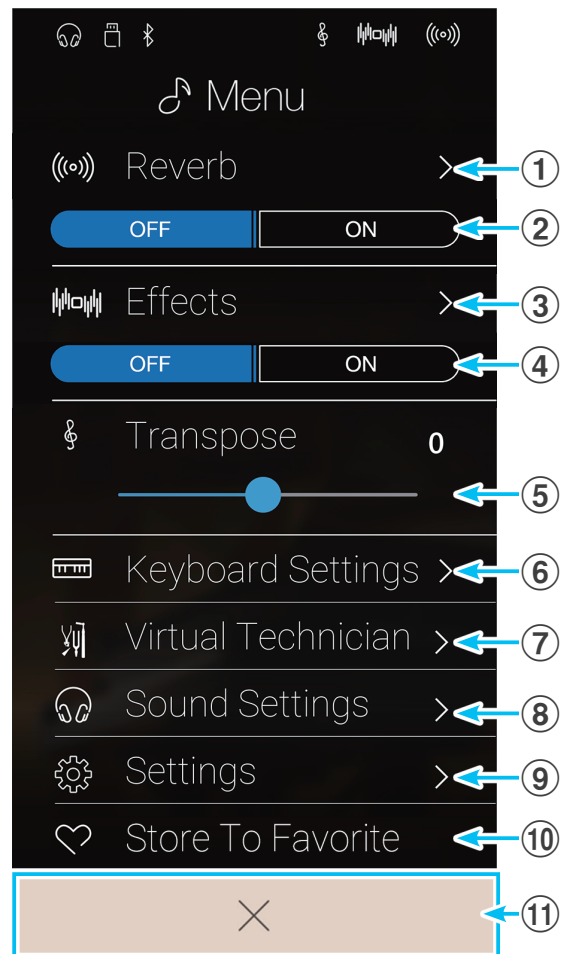 Menu
Reverb ①
OFF ON ②
Effects ③
OFF ON ④
Transpose 0
⑤
Keyboard Settings ⑥
Virtual Technician ⑦
Sound Settings ⑧
Settings ⑨
Store To Favorite ⑩
⑪